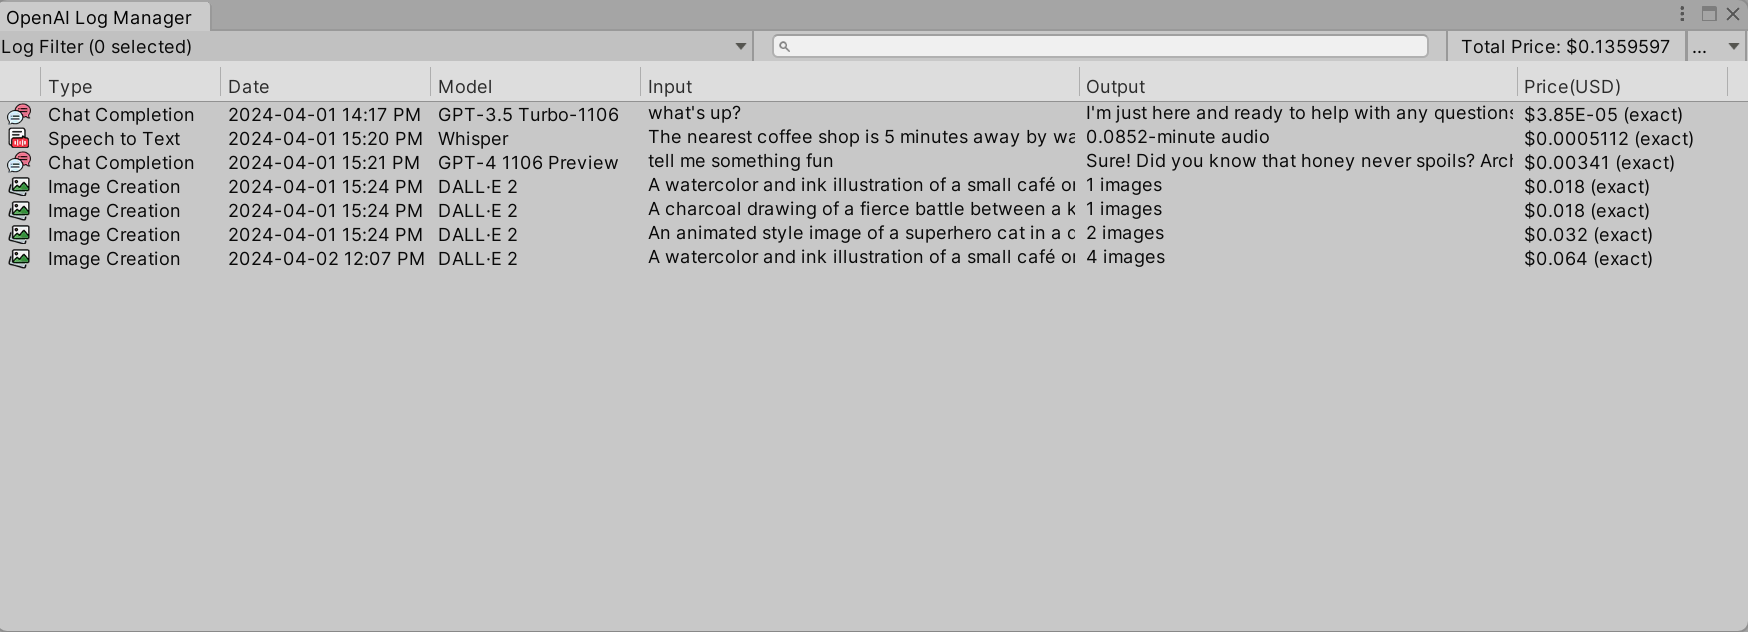 OpenAI Log Manager
Log Filter (0 selected) Total Price: $0.1359597 ...
Type Date Model Input Output Price(USD)
Chat Completion 2024-04-01 14:17 PM GPT-3.5 Turbo-1106 what's up? I'm just here and ready to help with any questions $3.85E-05 (exact)
Speech to Text 2024-04-01 15:20 PM Whisper The nearest coffee shop is 5 minutes away by wa 0.0852-minute audio $0.0005112 (exact)
Chat Completion 2024-04-01 15:21 PM GPT-4 1106 Preview tell me something fun Sure! Did you know that honey never spoils? Arch $0.00341 (exact)
Image Creation 2024-04-01 15:24 PM DALL·E 2 A watercolor and ink illustration of a small café on 1 images $0.018 (exact)
Image Creation 2024-04-01 15:24 PM DALL·E 2 A charcoal drawing of a fierce battle between a k 1 images $0.018 (exact)
Image Creation 2024-04-01 15:24 PM DALL·E 2 An animated style image of a superhero cat in a 2 images $0.032 (exact)
Image Creation 2024-04-02 12:07 PM DALL·E 2 A watercolor and ink illustration of a small café on 4 images $0.064 (exact)